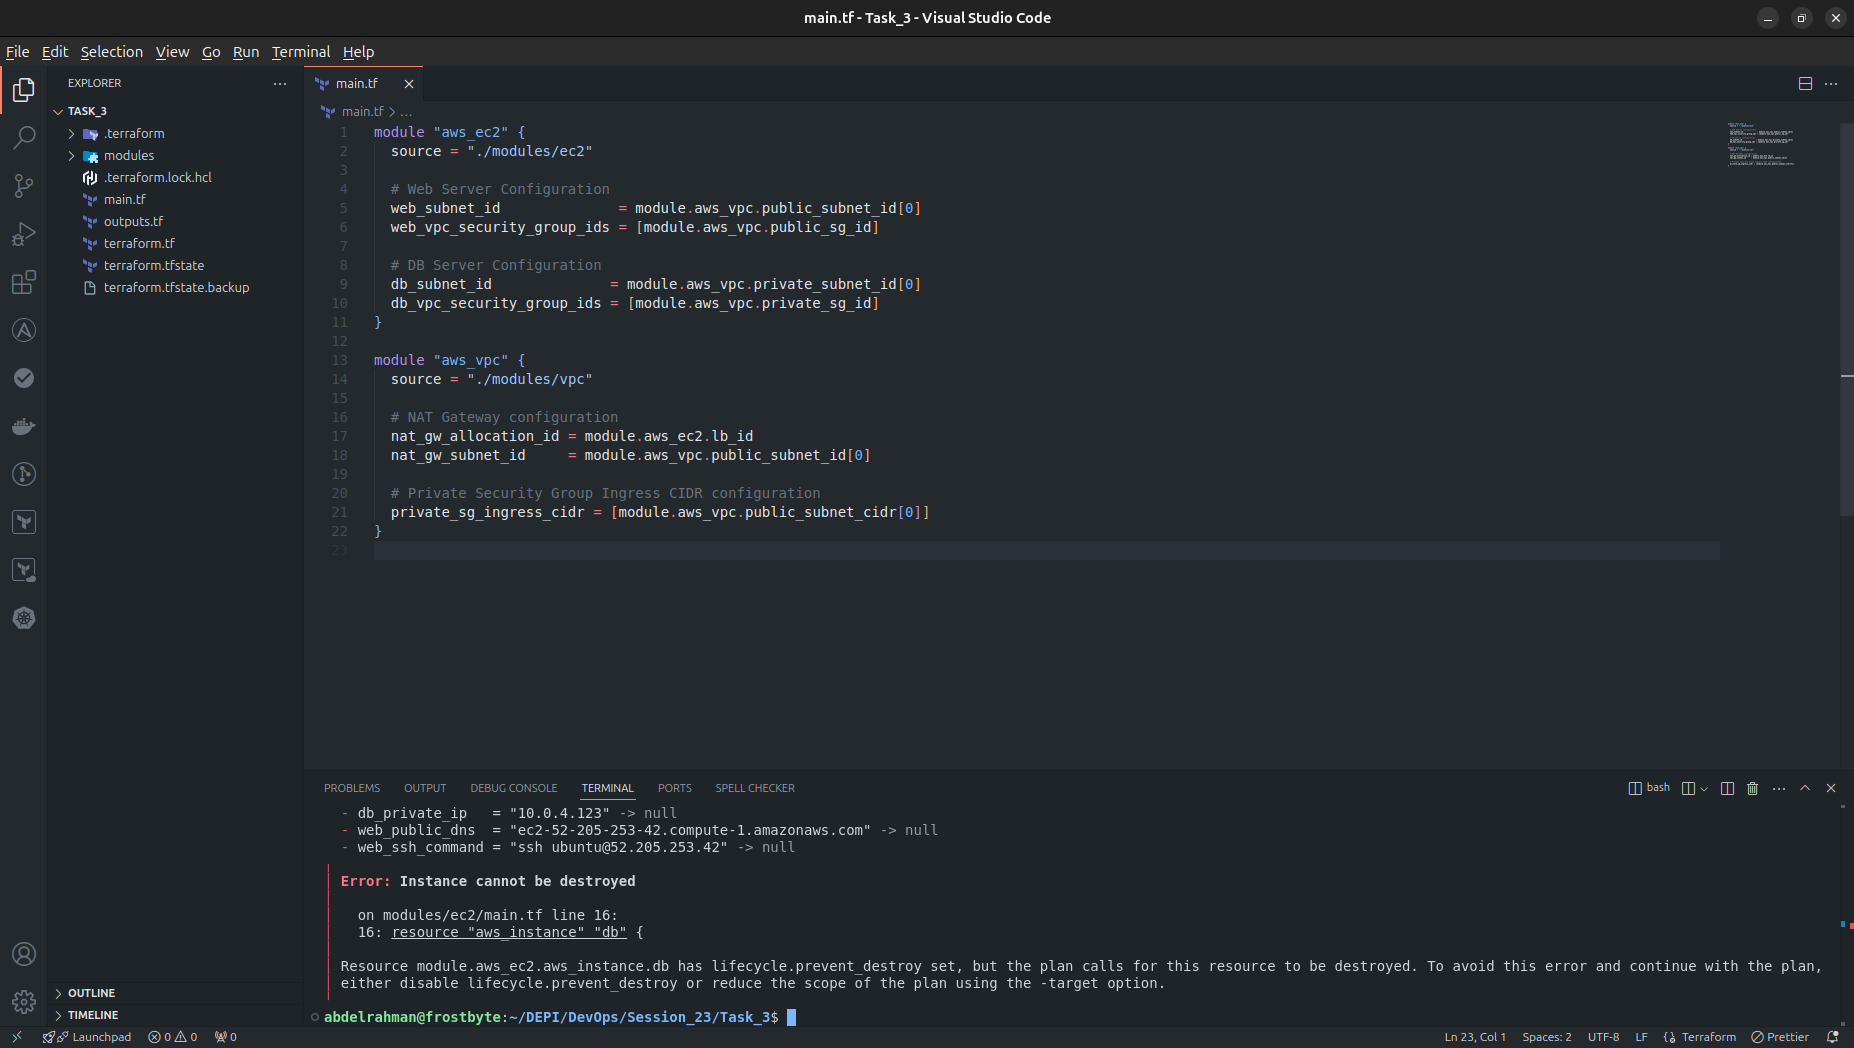 main.tf - Task_3 - Visual Studio Code
File Edit Selection View Go Run Terminal Help
EXPLORER
TASK_3
.terraform
modules
.terraform.lock.hcl
main.tf
outputs.tf
terraform.tf
terraform.tfstate
terraform.tfstate.backup
OUTLINE
TIMELINE
main.tf
main.tf > ...
1 module "aws_ec2" {
2   source = "./modules/ec2"
3
4   # Web Server Configuration
5   web_subnet_id              = module.aws_vpc.public_subnet_id[0]
6   web_vpc_security_group_ids = [module.aws_vpc.public_sg_id]
7
8   # DB Server Configuration
9   db_subnet_id              = module.aws_vpc.private_subnet_id[0]
10   db_vpc_security_group_ids = [module.aws_vpc.private_sg_id]
11 }
12
13 module "aws_vpc" {
14   source = "./modules/vpc"
15
16   # NAT Gateway configuration
17   nat_gw_allocation_id = module.aws_ec2.lb_id
18   nat_gw_subnet_id     = module.aws_vpc.public_subnet_id[0]
19
20   # Private Security Group Ingress CIDR configuration
21   private_sg_ingress_cidr = [module.aws_vpc.public_subnet_cidr[0]]
22 }
23
PROBLEMS OUTPUT DEBUG CONSOLE TERMINAL PORTS SPELL CHECKER
bash
- db_private_ip   = "10.0.4.123" -> null
- web_public_dns  = "ec2-52-205-253-42.compute-1.amazonaws.com" -> null
- web_ssh_command = "ssh ubuntu@52.205.253.42" -> null
Error: Instance cannot be destroyed
on modules/ec2/main.tf line 16:
16: resource "aws_instance" "db" {
Resource module.aws_ec2.aws_instance.db has lifecycle.prevent_destroy set, but the plan calls for this resource to be destroyed. To avoid this error and continue with the plan,
either disable lifecycle.prevent_destroy or reduce the scope of the plan using the -target option.
abdelrahman@frostbyte:~/DEPI/DevOps/Session_23/Task_3$
Launchpad 0 0 0
Ln 23, Col 1 Spaces: 2 UTF-8 LF {} Terraform Prettier